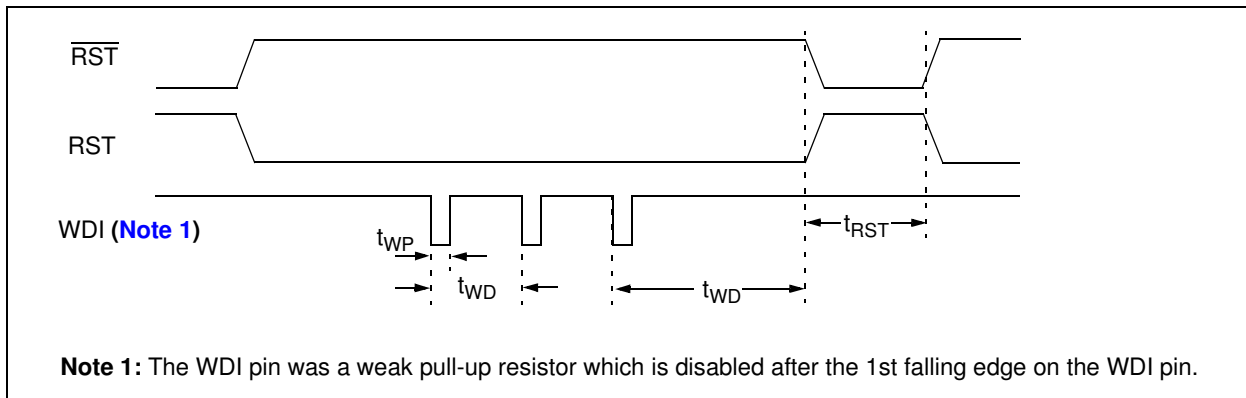 R̅S̅T̅
RST
WDI (Note 1)
tWP
tWD
tWD
tRST
Note 1: The WDI pin was a weak pull-up resistor which is disabled after the 1st falling edge on the WDI pin.